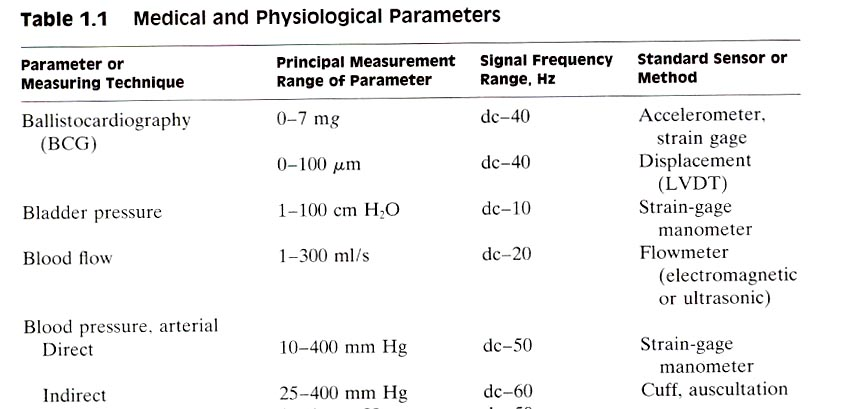 Table 1.1 Medical and Physiological Parameters
Parameter or Principal Measurement Signal Frequency Standard Sensor or
Measuring Technique Range of Parameter Range, Hz Method
Ballistocardiography 0–7 mg dc–40 Accelerometer,
(BCG) strain gage
0–100 μm dc–40 Displacement
(LVDT)
Bladder pressure 1–100 cm H₂O dc–10 Strain-gage
manometer
Blood flow 1–300 ml/s dc–20 Flowmeter
(electromagnetic
or ultrasonic)
Blood pressure, arterial
Direct 10–400 mm Hg dc–50 Strain-gage
manometer
Indirect 25–400 mm Hg dc–60 Cuff, auscultation